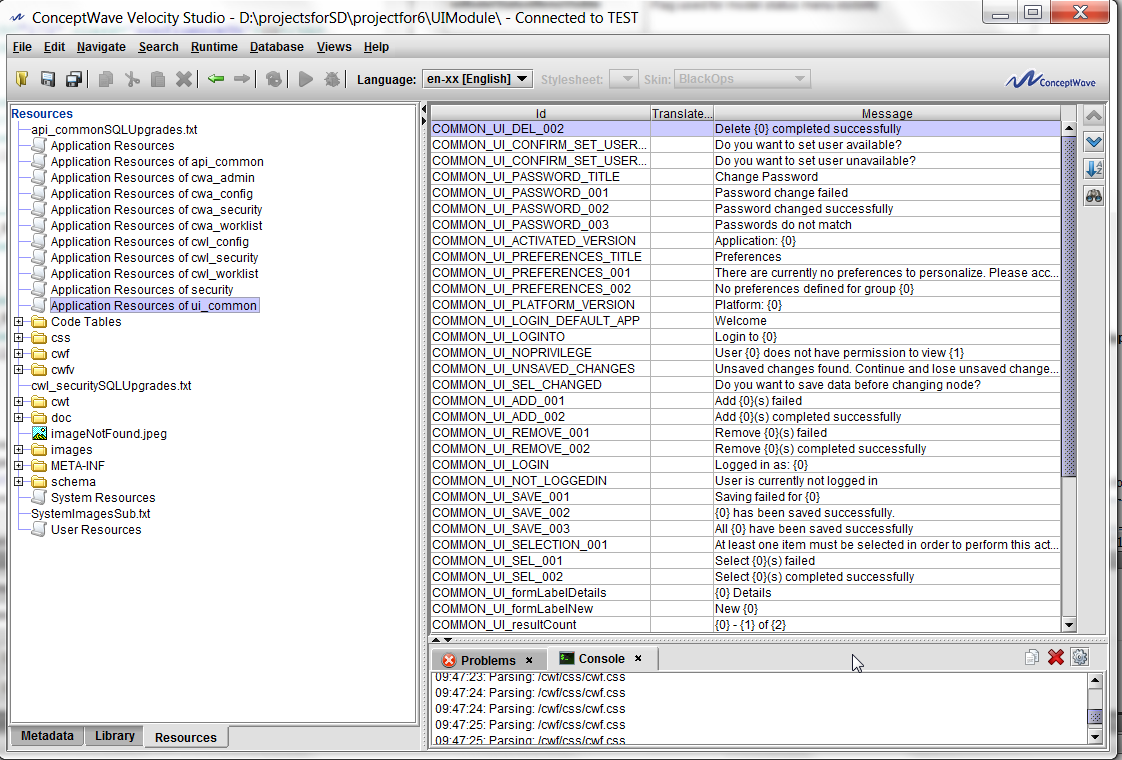 ConceptWave Velocity Studio - D:\projectsforSD\projectfor6\UIModule\ - Connected to TEST
File Edit Navigate Search Runtime Database Views Help
Language: en-xx [English] Stylesheet: Skin: BlackOps
ConceptWave
Resources
api_commonSQLUpgrades.txt
Application Resources
Application Resources of api_common
Application Resources of cwa_admin
Application Resources of cwa_config
Application Resources of cwa_security
Application Resources of cwa_worklist
Application Resources of cwl_config
Application Resources of cwl_security
Application Resources of cwl_worklist
Application Resources of security
Application Resources of ui_common
Code Tables
css
cwf
cwfv
cwl_securitySQLUpgrades.txt
cwt
doc
imageNotFound.jpeg
images
META-INF
schema
System Resources
SystemImagesSub.txt
User Resources
Metadata Library Resources
Id Translate... Message
COMMON_UI_DEL_002 Delete {0} completed successfully
COMMON_UI_CONFIRM_SET_USER... Do you want to set user available?
COMMON_UI_CONFIRM_SET_USER... Do you want to set user unavailable?
COMMON_UI_PASSWORD_TITLE Change Password
COMMON_UI_PASSWORD_001 Password change failed
COMMON_UI_PASSWORD_002 Password changed successfully
COMMON_UI_PASSWORD_003 Passwords do not match
COMMON_UI_ACTIVATED_VERSION Application: {0}
COMMON_UI_PREFERENCES_TITLE Preferences
COMMON_UI_PREFERENCES_001 There are currently no preferences to personalize. Please acc...
COMMON_UI_PREFERENCES_002 No preferences defined for group {0}
COMMON_UI_PLATFORM_VERSION Platform: {0}
COMMON_UI_LOGIN_DEFAULT_APP Welcome
COMMON_UI_LOGINTO Login to {0}
COMMON_UI_NOPRIVILEGE User {0} does not have permission to view {1}
COMMON_UI_UNSAVED_CHANGES Unsaved changes found. Continue and lose unsaved change...
COMMON_UI_SEL_CHANGED Do you want to save data before changing node?
COMMON_UI_ADD_001 Add {0}(s) failed
COMMON_UI_ADD_002 Add {0}(s) completed successfully
COMMON_UI_REMOVE_001 Remove {0}(s) failed
COMMON_UI_REMOVE_002 Remove {0}(s) completed successfully
COMMON_UI_LOGIN Logged in as: {0}
COMMON_UI_NOT_LOGGEDIN User is currently not logged in
COMMON_UI_SAVE_001 Saving failed for {0}
COMMON_UI_SAVE_002 {0} has been saved successfully.
COMMON_UI_SAVE_003 All {0} have been saved successfully
COMMON_UI_SELECTION_001 At least one item must be selected in order to perform this act...
COMMON_UI_SEL_001 Select {0}(s) failed
COMMON_UI_SEL_002 Select {0}(s) completed successfully
COMMON_UI_formLabelDetails {0} Details
COMMON_UI_formLabelNew New {0}
COMMON_UI_resultCount {0} - {1} of {2}
Problems Console
09:47:23: Parsing: /cwf/css/cwf.css
09:47:24: Parsing: /cwf/css/cwf.css
09:47:24: Parsing: /cwf/css/cwf.css
09:47:25: Parsing: /cwf/css/cwf.css
09:47:25: Parsing: /cwf/css/cwf.css